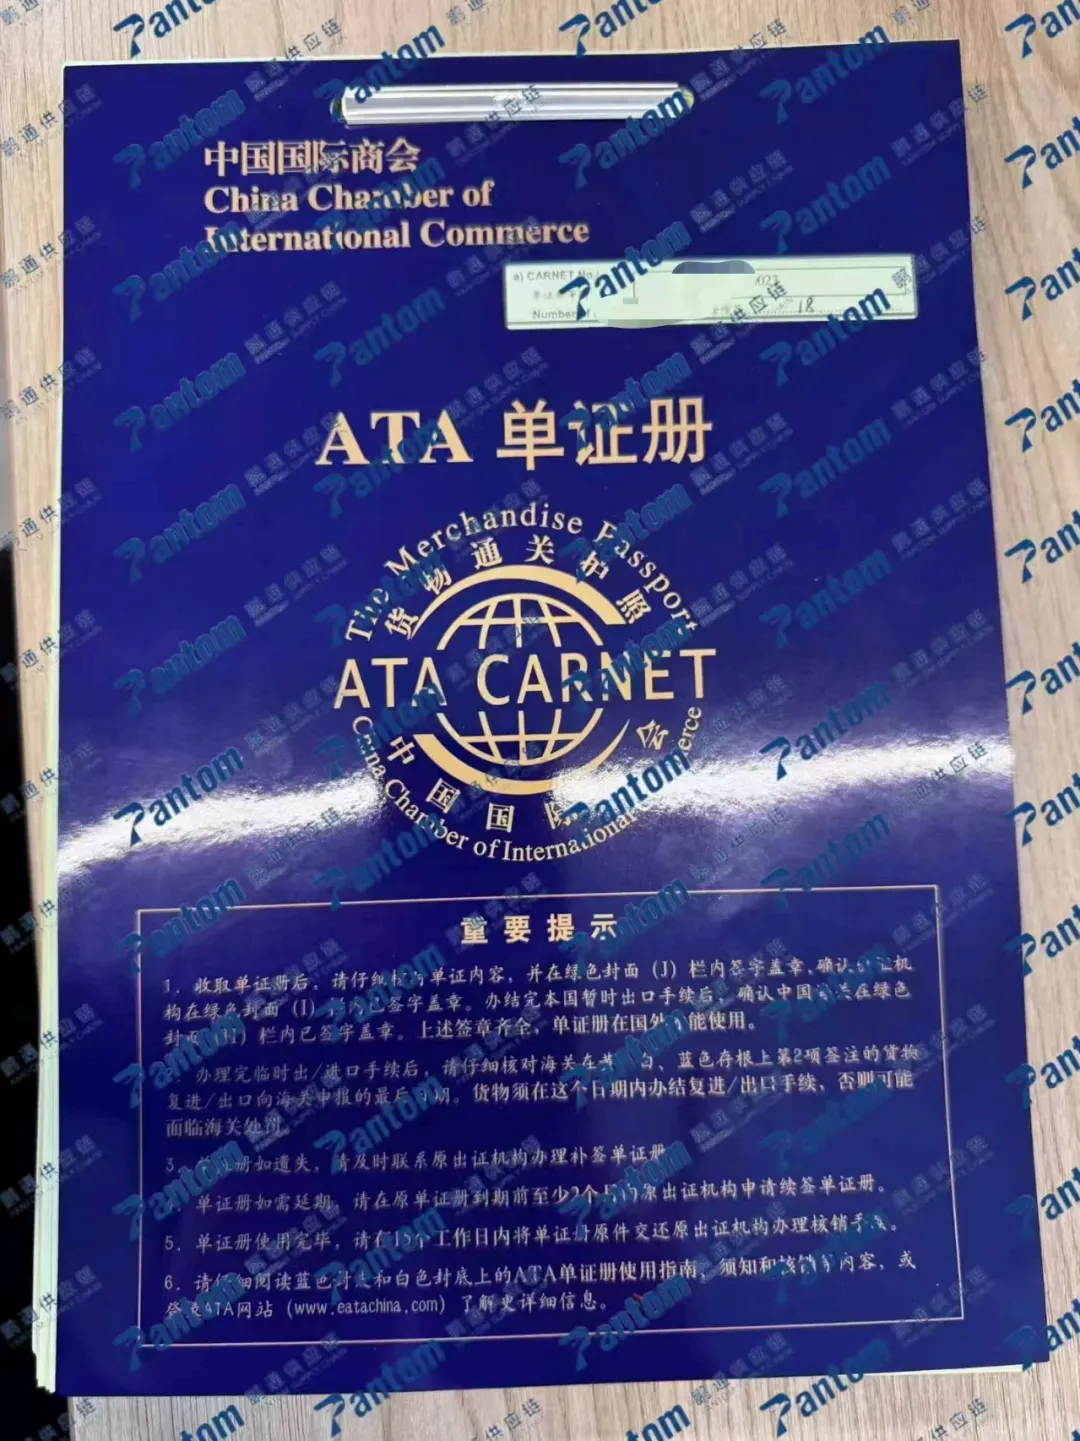 中国国际商会
China Chamber of
International Commerce
a) CARNET No.
Number of
18
ATA 单证册
The Merchandise Passport
货物通关护照
ATA CARNET
中国国际 会
China Chamber of International
重要提示
1. 收取单证册后，请仔细核 单证内容，并在绿色封面（J）栏内签字盖章，确认 证机
构在绿色封面（I）栏内已签字盖章。办结完本国暂时出口手续后，确认中国 关在绿色
封面 栏内已签字盖章。上述签章齐全，单证册在国外 能使用。
办理完临时出/进口手续后，请仔细核对海关在黄 白、蓝色存根上第2项签注的货物
复进/出口向海关申报的最后 期。货物须在这个日期内办结复进/出口手续，否则可能
面临海关处罚。
3. 单证册如遗失，请及时联系原出证机构办理补签单证册
单证册如需延期，请在原单证册到期前至少2个月 原出证机构申请续签单证册。
5. 单证册使用完毕，请在15个工作日内将单证册原件交还原出证机构办理核销手续。
6. 请仔细阅读蓝色封 和白色封底上的ATA单证册使用指南、须知和核销 内容，或
登 ATA网站（www.eatachina.com）了解更详细信息。
Pantom
鹏通供应链